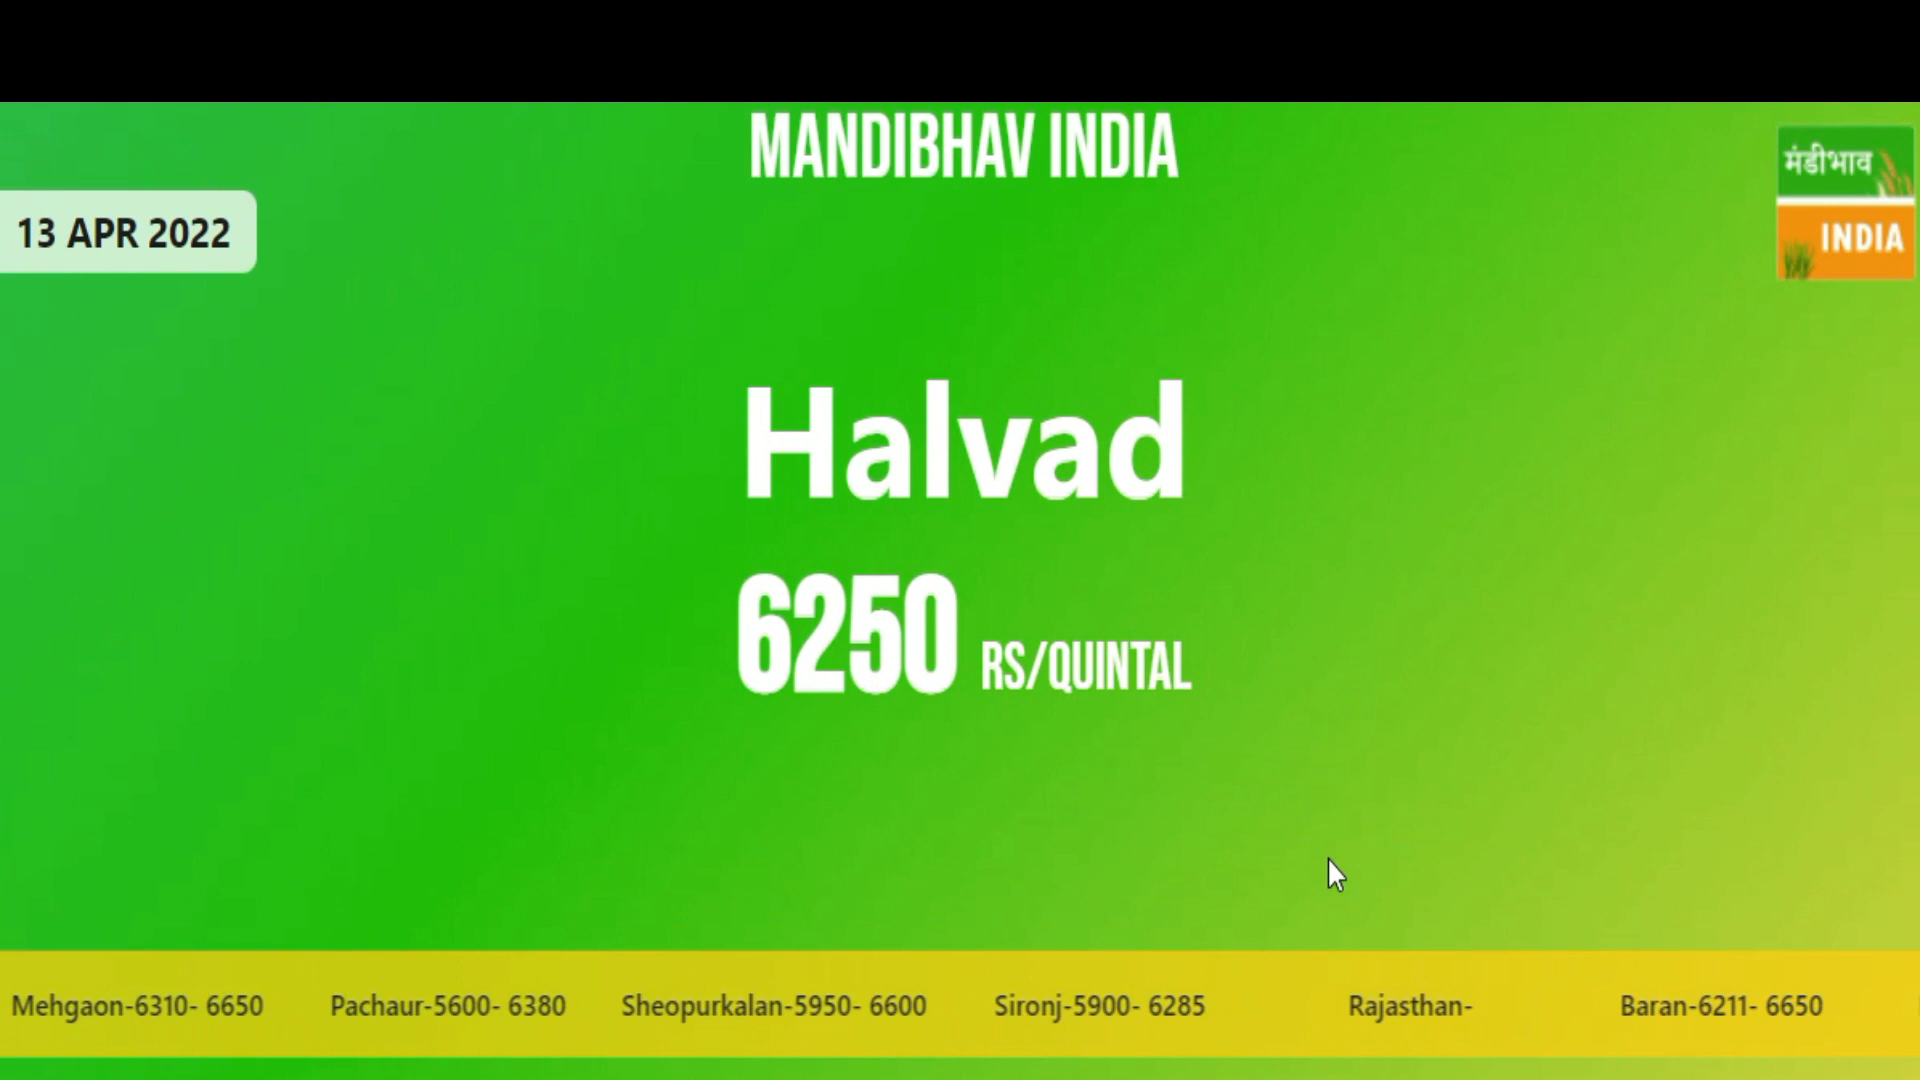 MANDIBHAV INDIA
मंडीभाव
INDIA
13 APR 2022
Halvad
6250 RS/QUINTAL
Mehgaon-6310- 6650 Pachaur-5600- 6380 Sheopurkalan-5950- 6600 Sironj-5900- 6285 Rajasthan- Baran-6211- 6650